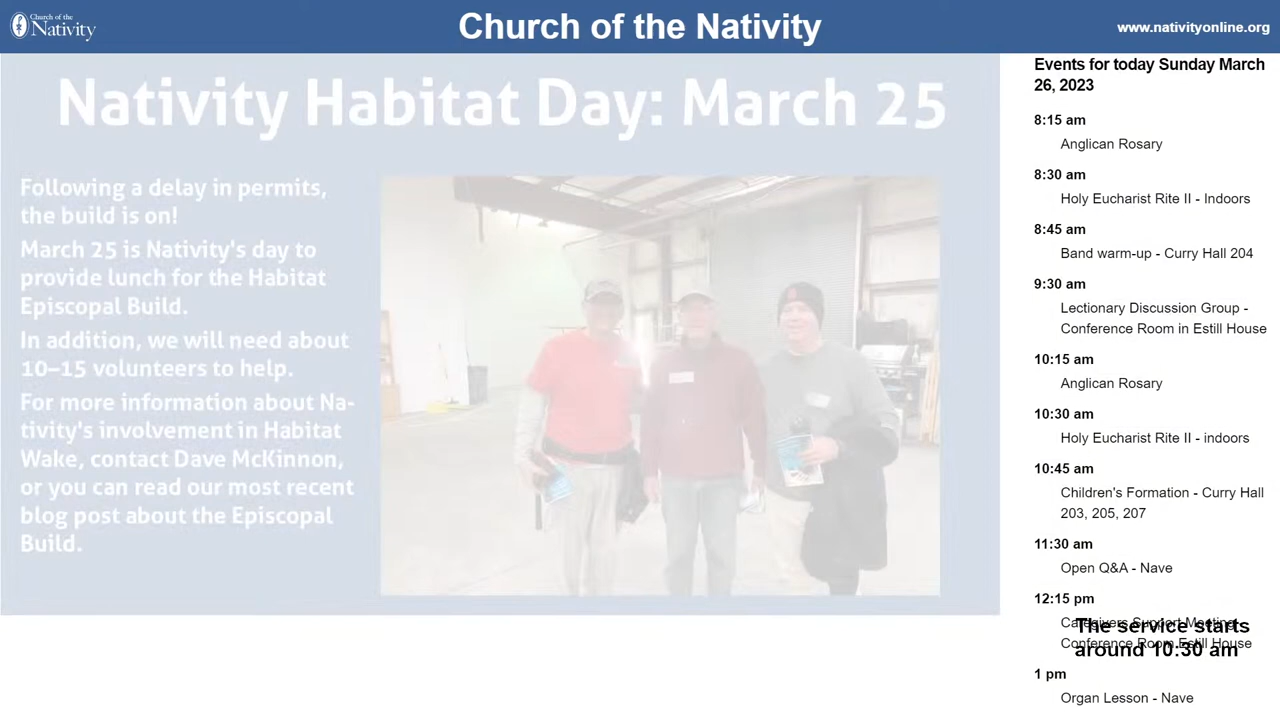 Church of the
Nativity
Church of the Nativity
www.nativityonline.org
Nativity Habitat Day: March 25
Following a delay in permits,
the build is on!
March 25 is Nativity's day to
provide lunch for the Habitat
Episcopal Build.
In addition, we will need about
10–15 volunteers to help.
For more information about Na-
tivity's involvement in Habitat
Wake, contact Dave McKinnon,
or you can read our most recent
blog post about the Episcopal
Build.
Events for today Sunday March
26, 2023
8:15 am
Anglican Rosary
8:30 am
Holy Eucharist Rite II - Indoors
8:45 am
Band warm-up - Curry Hall 204
9:30 am
Lectionary Discussion Group -
Conference Room in Estill House
10:15 am
Anglican Rosary
10:30 am
Holy Eucharist Rite II - indoors
10:45 am
Children's Formation - Curry Hall
203, 205, 207
11:30 am
Open Q&A - Nave
12:15 pm
Caregivers Support Meeting -
Conference Room Estill House
The service starts
around 10:30 am
1 pm
Organ Lesson - Nave